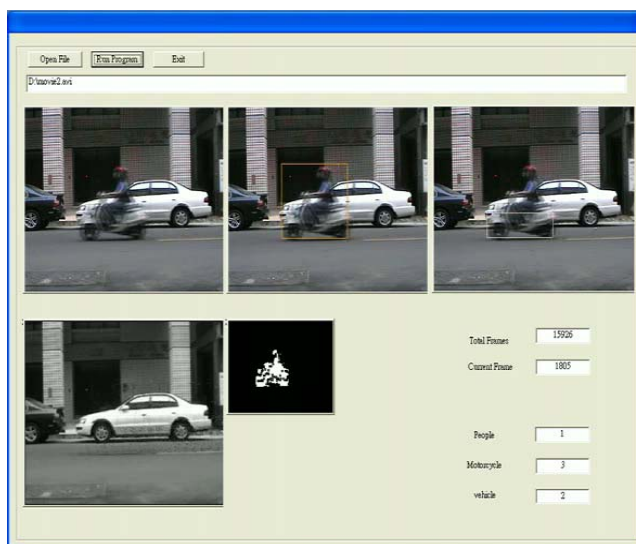 Open File
Run Program
Exit
D:\movie2.avi
Total Frames
15926
Current Frame
1805
People
1
Motorcycle
3
vehicle
2